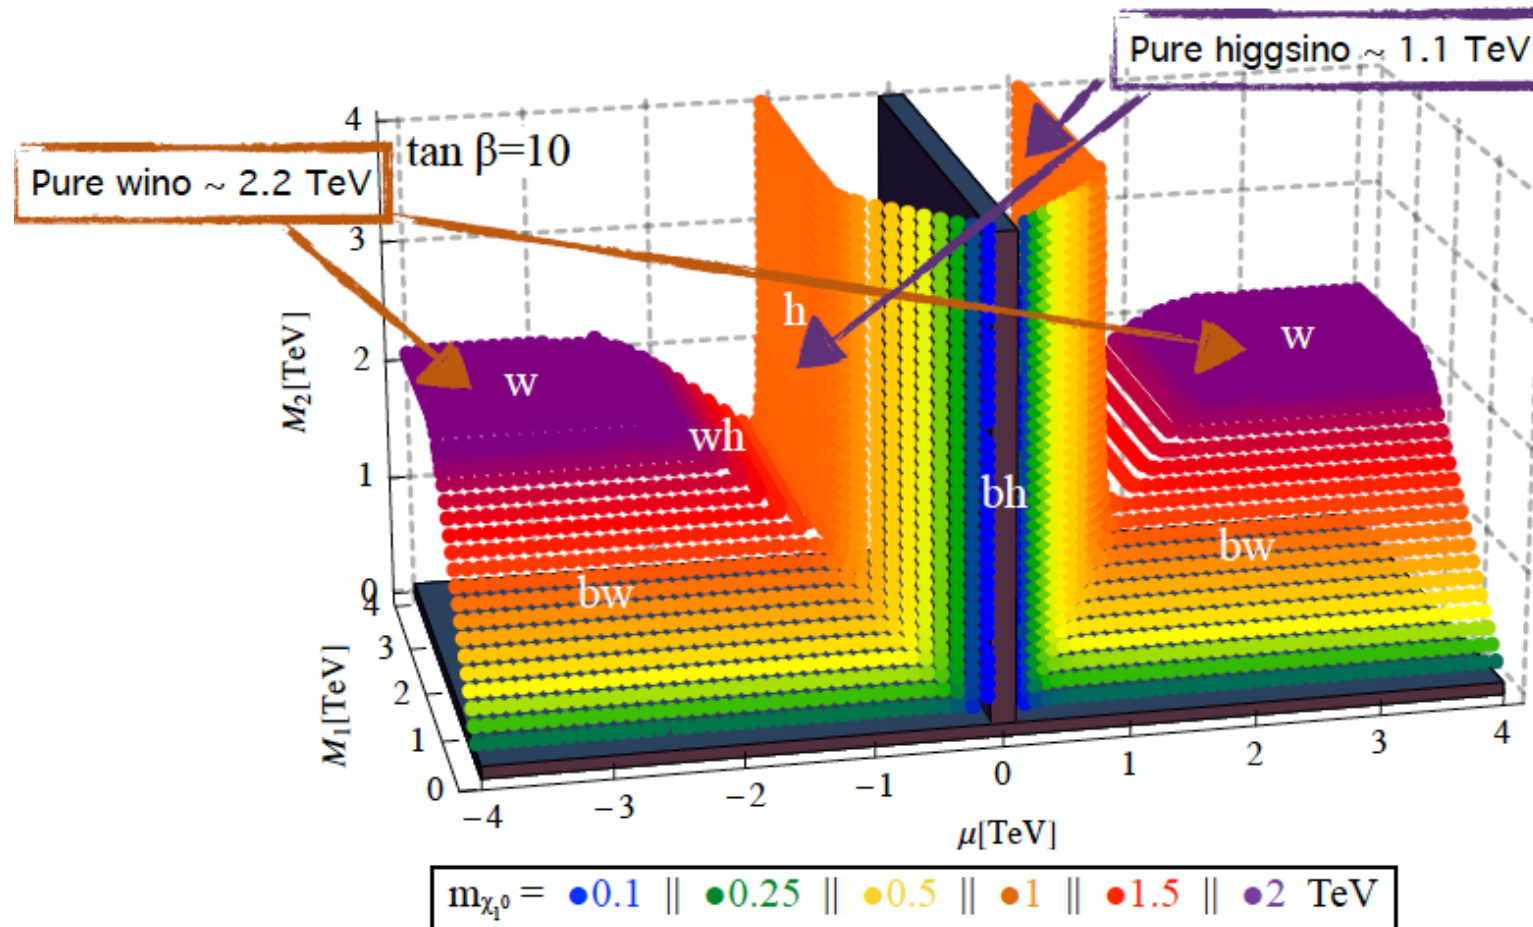 Pure higgsino ~ 1.1 TeV
Pure wino ~ 2.2 TeV
tan β=10
4
3
2
1
0
M₂[TeV]
h
w
w
wh
bh
bw
bw
4
3
2
1
0
M₁[TeV]
−4
−3
−2
−1
0
1
2
3
4
μ[TeV]
mχ₁⁰ = 0.1 || 0.25 || 0.5 || 1 || 1.5 || 2 TeV